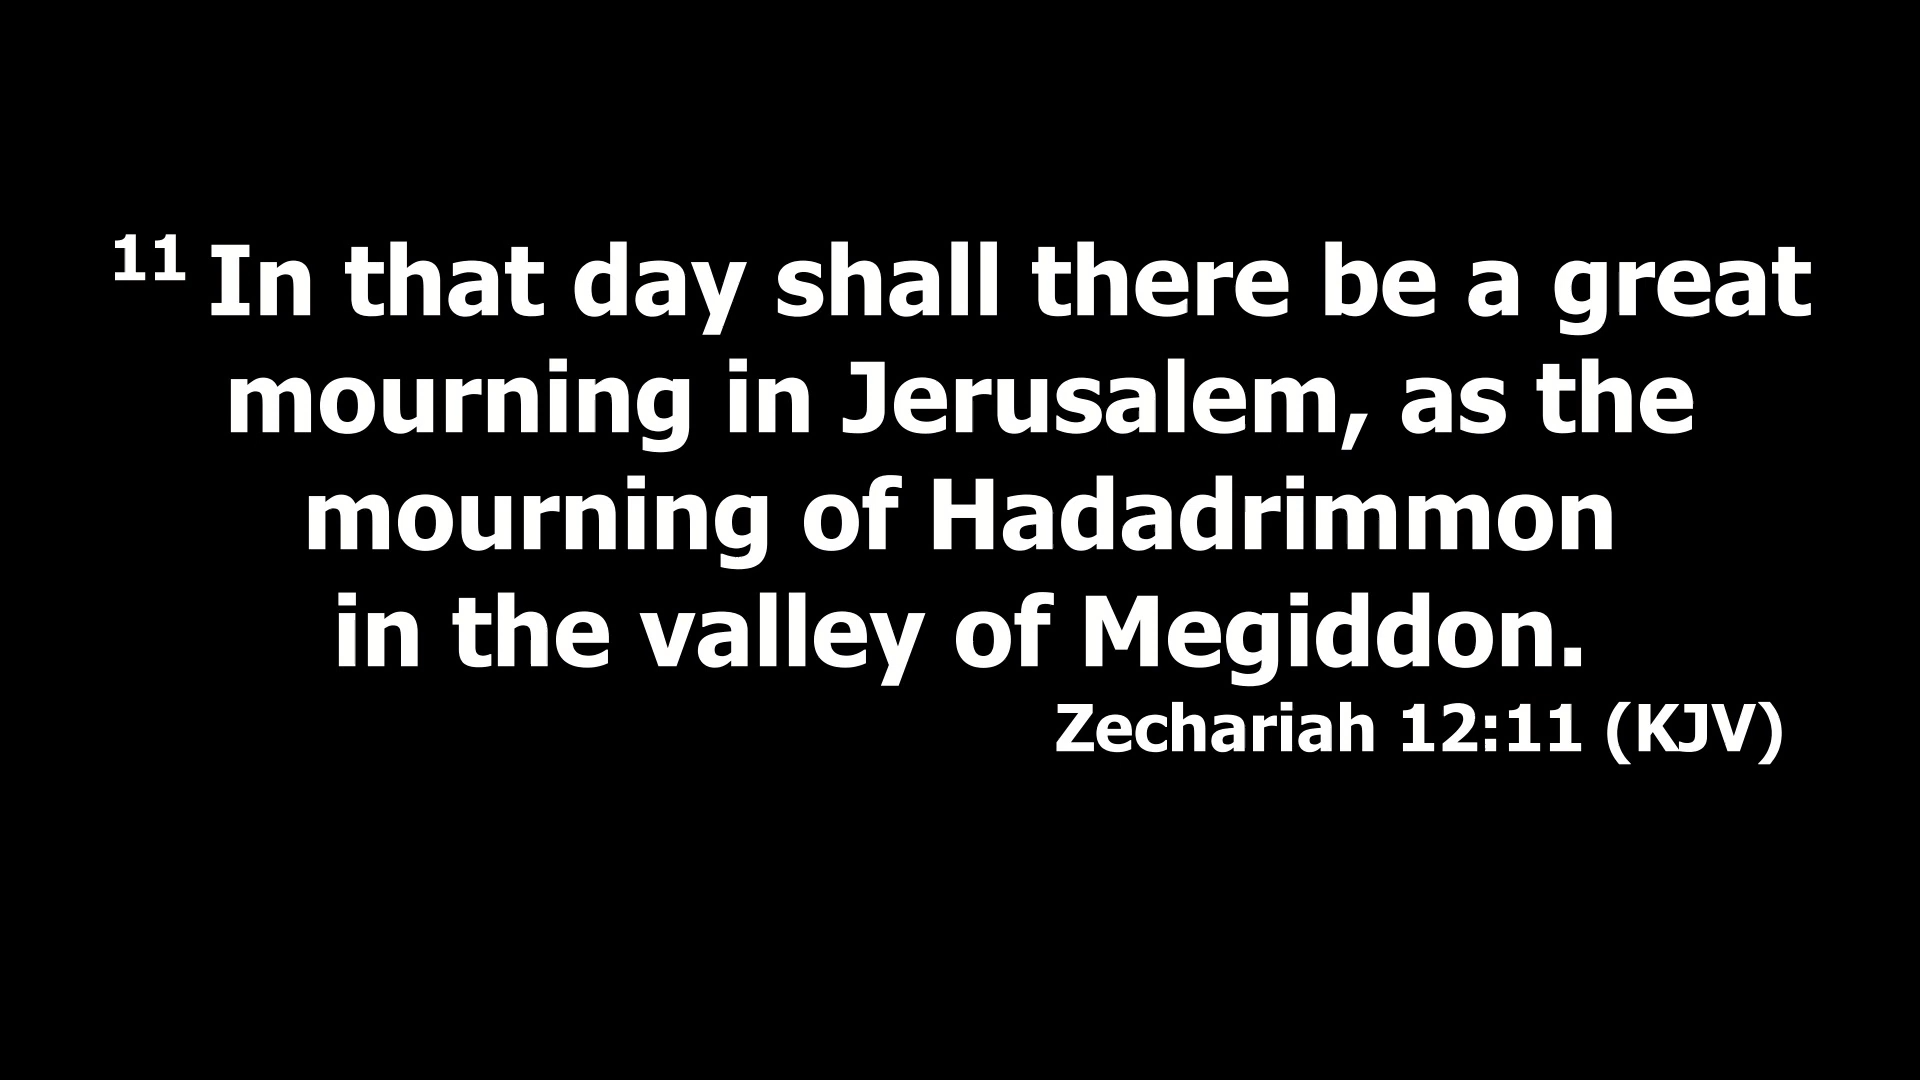 11 In that day shall there be a great
mourning in Jerusalem, as the
mourning of Hadadrimmon
in the valley of Megiddon.
Zechariah 12:11 (KJV)